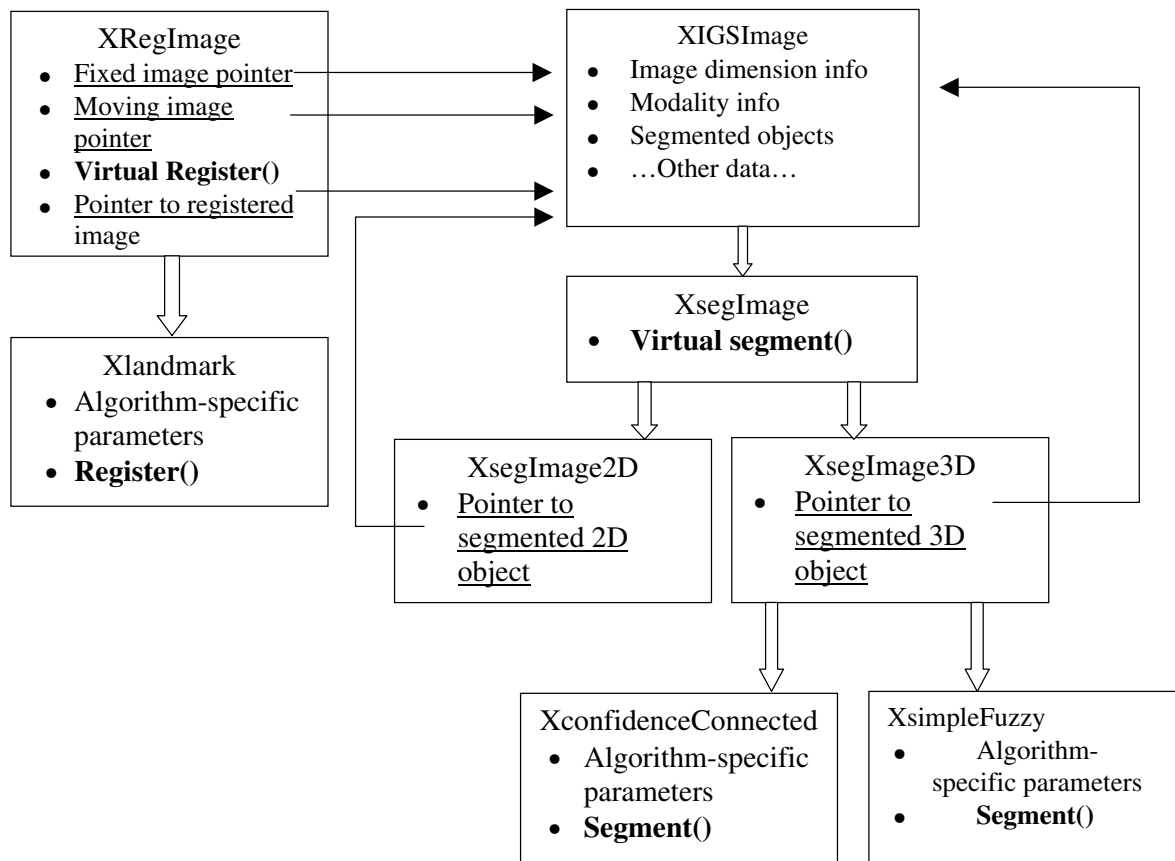 XRegImage
• Fixed image pointer
• Moving image
pointer
• Virtual Register()
• Pointer to registered
image
XIGSImage
• Image dimension info
• Modality info
• Segmented objects
• …Other data…
XsegImage
• Virtual segment()
Xlandmark
• Algorithm-specific
parameters
• Register()
XsegImage2D
• Pointer to
segmented 2D
object
XsegImage3D
• Pointer to
segmented 3D
object
XconfidenceConnected
• Algorithm-specific
parameters
• Segment()
XsimpleFuzzy
• Algorithm-
specific parameters
• Segment()